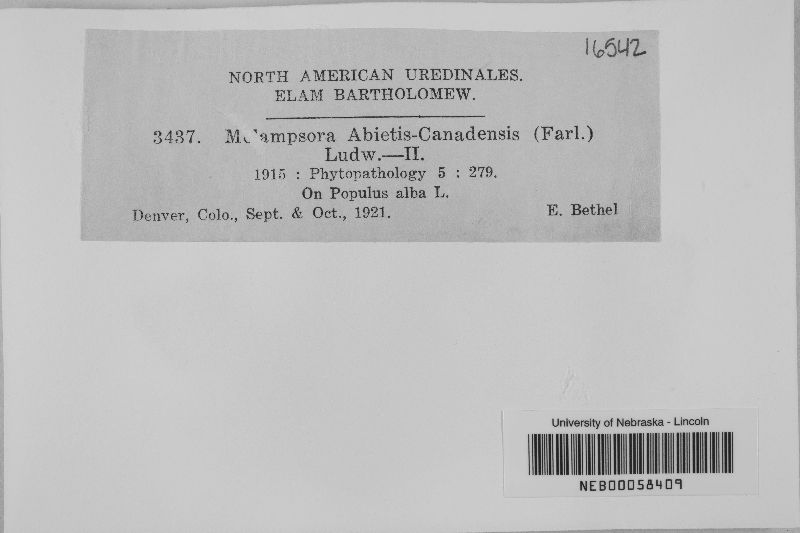 16542
NORTH AMERICAN UREDINALES.
ELAM BARTHOLOMEW.
3437. Melampsora Abietis-Canadensis (Farl.)
Ludw.—II.
1915 : Phytopathology 5 : 279.
On Populus alba L.
Denver, Colo., Sept. & Oct., 1921. E. Bethel
University of Nebraska - Lincoln
NEB00058409